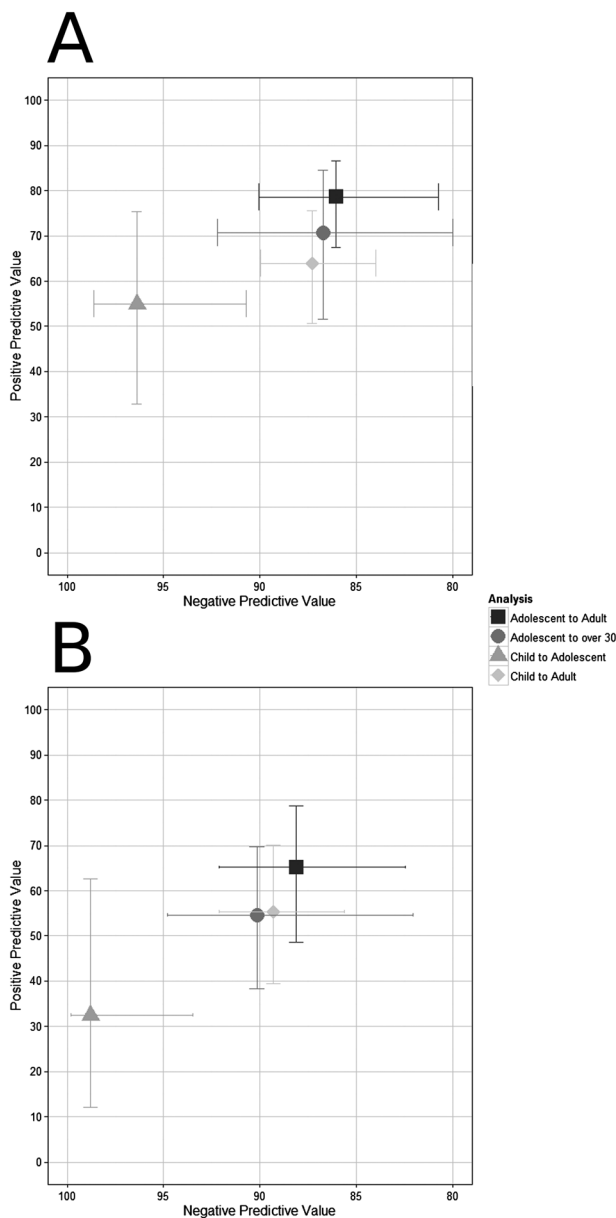 A
100
90
80
70
60
50
40
30
20
10
0
Positive Predictive Value
100 95 90 85 80
Negative Predictive Value
Analysis
Adolescent to Adult
Adolescent to over 30
Child to Adolescent
Child to Adult
B
100
90
80
70
60
50
40
30
20
10
0
Positive Predictive Value
100 95 90 85 80
Negative Predictive Value